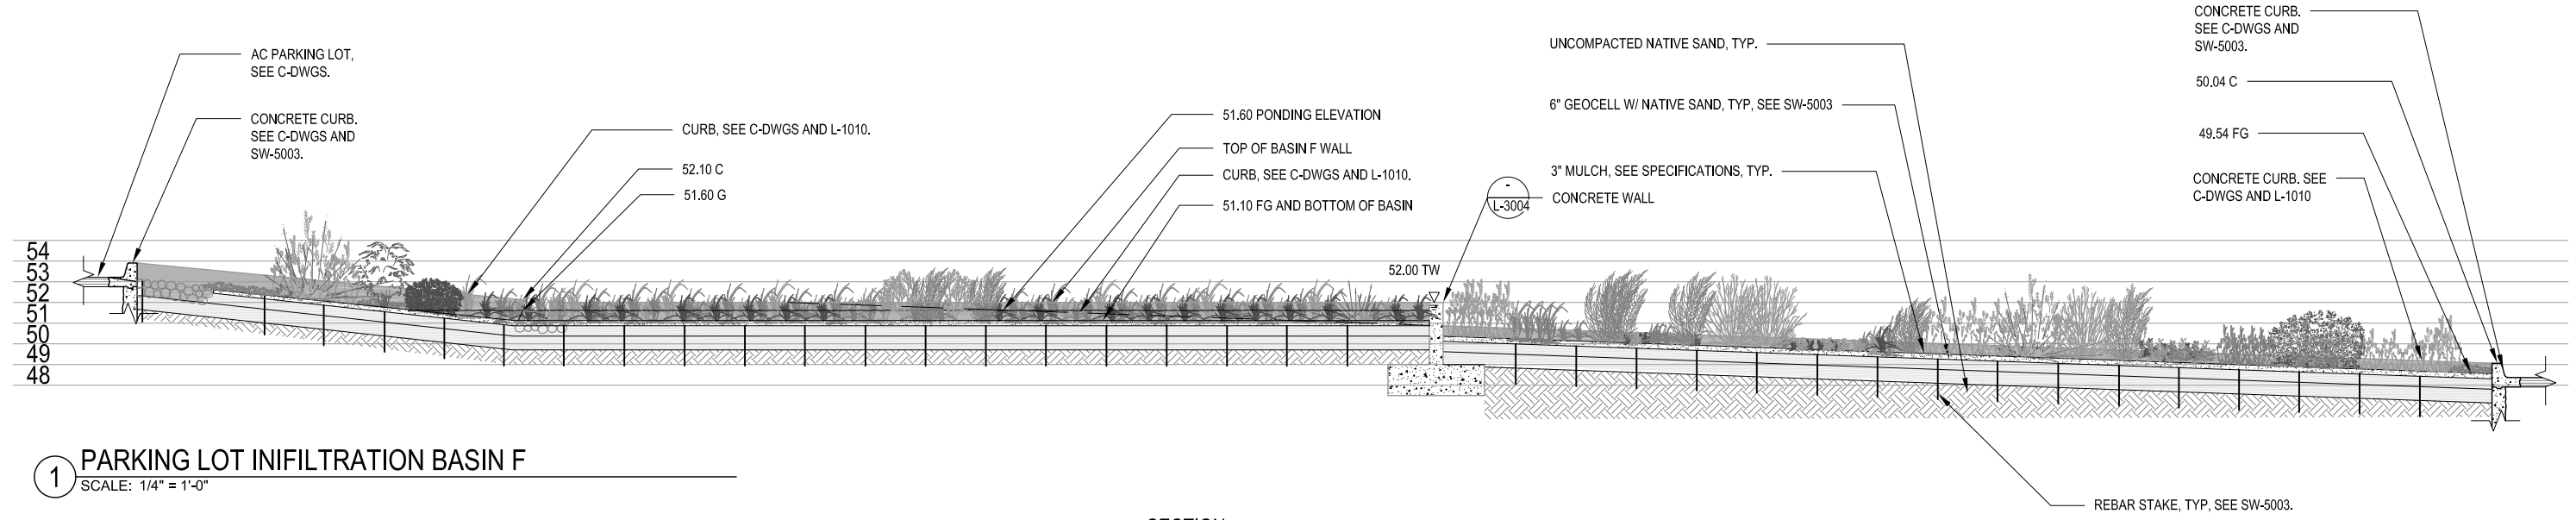 AC PARKING LOT,
SEE C-DWGS.
CONCRETE CURB.
SEE C-DWGS AND
SW-5003.
CURB, SEE C-DWGS AND L-1010.
52.10 C
51.60 G
51.60 PONDING ELEVATION
TOP OF BASIN F WALL
CURB, SEE C-DWGS AND L-1010.
51.10 FG AND BOTTOM OF BASIN
UNCOMPACTED NATIVE SAND, TYP.
6" GEOCELL W/ NATIVE SAND, TYP, SEE SW-5003
3" MULCH, SEE SPECIFICATIONS, TYP.
-
L-3004
CONCRETE WALL
CONCRETE CURB.
SEE C-DWGS AND
SW-5003.
50.04 C
49.54 FG
CONCRETE CURB. SEE
C-DWGS AND L-1010
52.00 TW
54
53
52
51
50
49
48
1
PARKING LOT INIFILTRATION BASIN F
SCALE: 1/4" = 1'-0"
REBAR STAKE, TYP, SEE SW-5003.